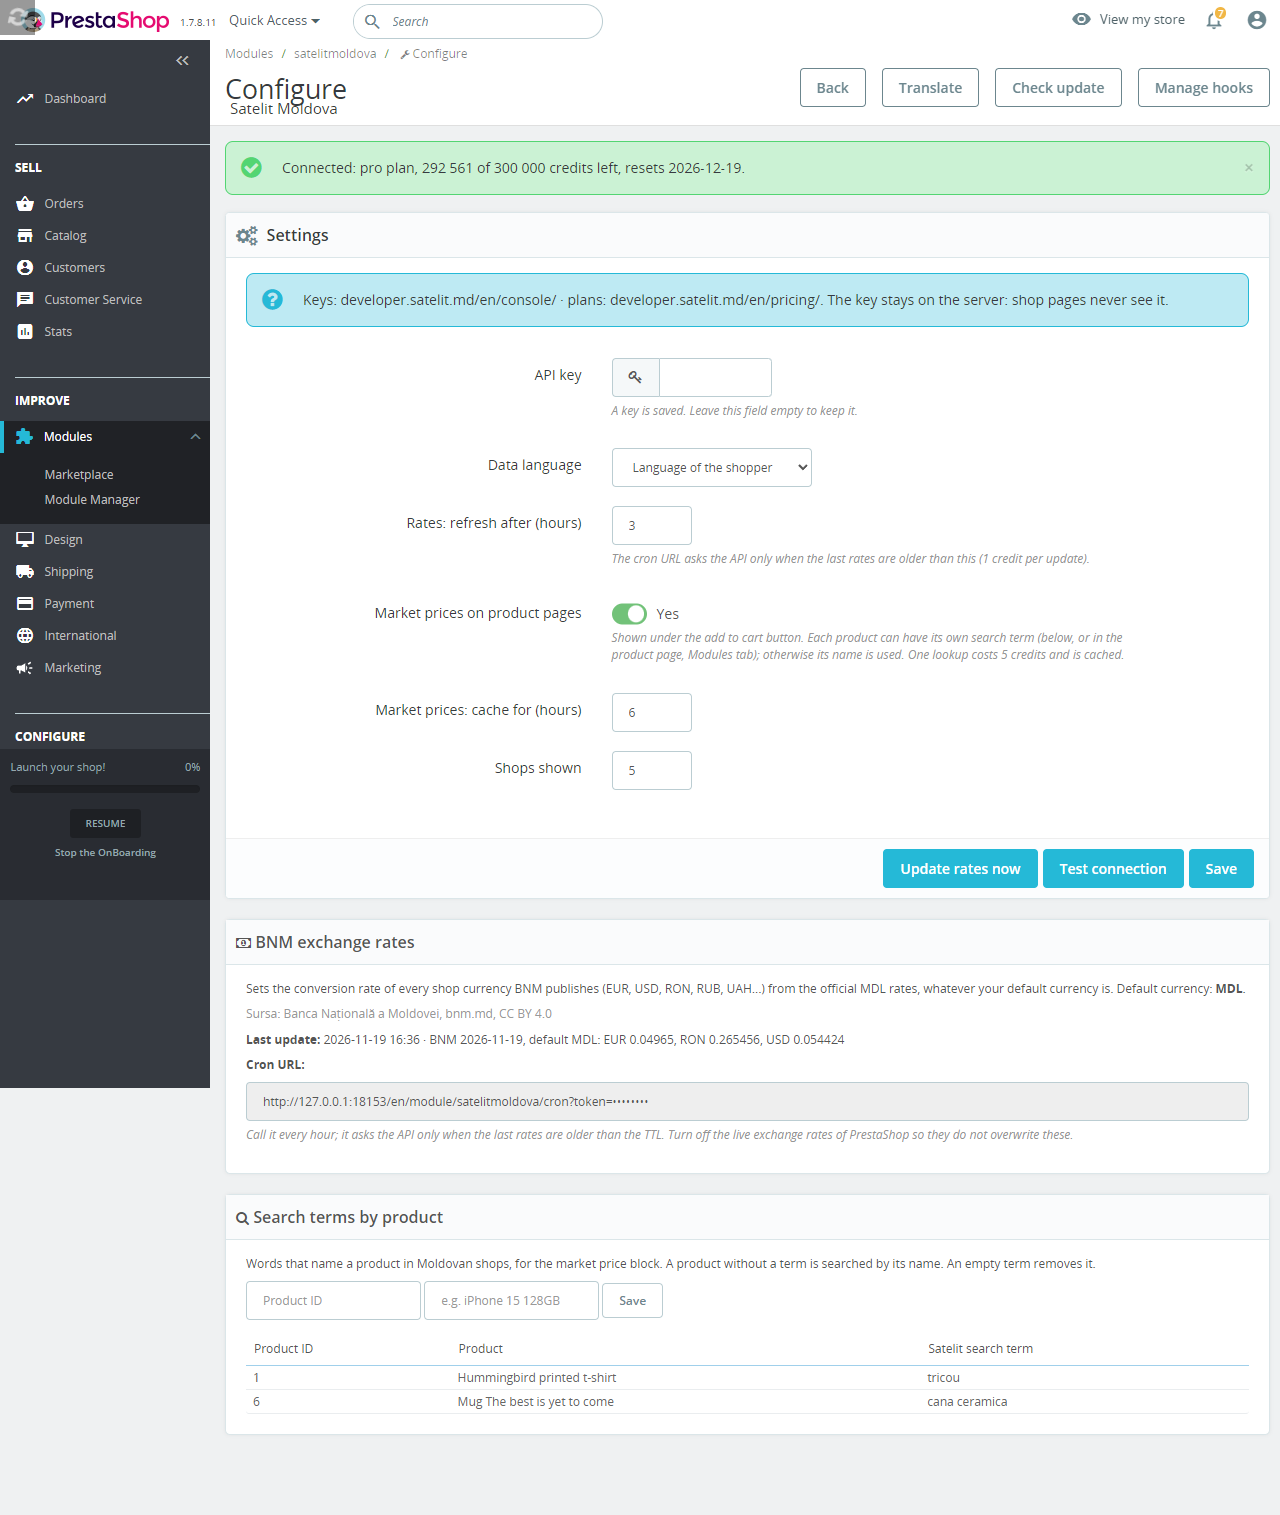 PrestaShop 1.7.8.11 Quick Access Search View my store 7
Modules / satelitmoldova / Configure
Configure
Satelit Moldova
Back Translate Check update Manage hooks
Dashboard
SELL
Orders
Catalog
Customers
Customer Service
Stats
IMPROVE
Modules
Marketplace
Module Manager
Design
Shipping
Payment
International
Marketing
CONFIGURE
Launch your shop! 0%
RESUME
Stop the OnBoarding
Connected: pro plan, 292 561 of 300 000 credits left, resets 2026-12-19. ×
Settings
Keys: developer.satelit.md/en/console/ · plans: developer.satelit.md/en/pricing/. The key stays on the server: shop pages never see it.
API key
A key is saved. Leave this field empty to keep it.
Data language Language of the shopper
Rates: refresh after (hours) 3
The cron URL asks the API only when the last rates are older than this (1 credit per update).
Market prices on product pages Yes
Shown under the add to cart button. Each product can have its own search term (below, or in the
product page, Modules tab); otherwise its name is used. One lookup costs 5 credits and is cached.
Market prices: cache for (hours) 6
Shops shown 5
Update rates now Test connection Save
BNM exchange rates
Sets the conversion rate of every shop currency BNM publishes (EUR, USD, RON, RUB, UAH...) from the official MDL rates, whatever your default currency is. Default currency: MDL.
Sursa: Banca Națională a Moldovei, bnm.md, CC BY 4.0
Last update: 2026-11-19 16:36 · BNM 2026-11-19, default MDL: EUR 0.04965, RON 0.265456, USD 0.054424
Cron URL:
http://127.0.0.1:18153/en/module/satelitmoldova/cron?token=••••••••
Call it every hour; it asks the API only when the last rates are older than the TTL. Turn off the live exchange rates of PrestaShop so they do not overwrite these.
Search terms by product
Words that name a product in Moldovan shops, for the market price block. A product without a term is searched by its name. An empty term removes it.
Product ID e.g. iPhone 15 128GB Save
Product ID Product Satelit search term
1 Hummingbird printed t-shirt tricou
6 Mug The best is yet to come cana ceramica